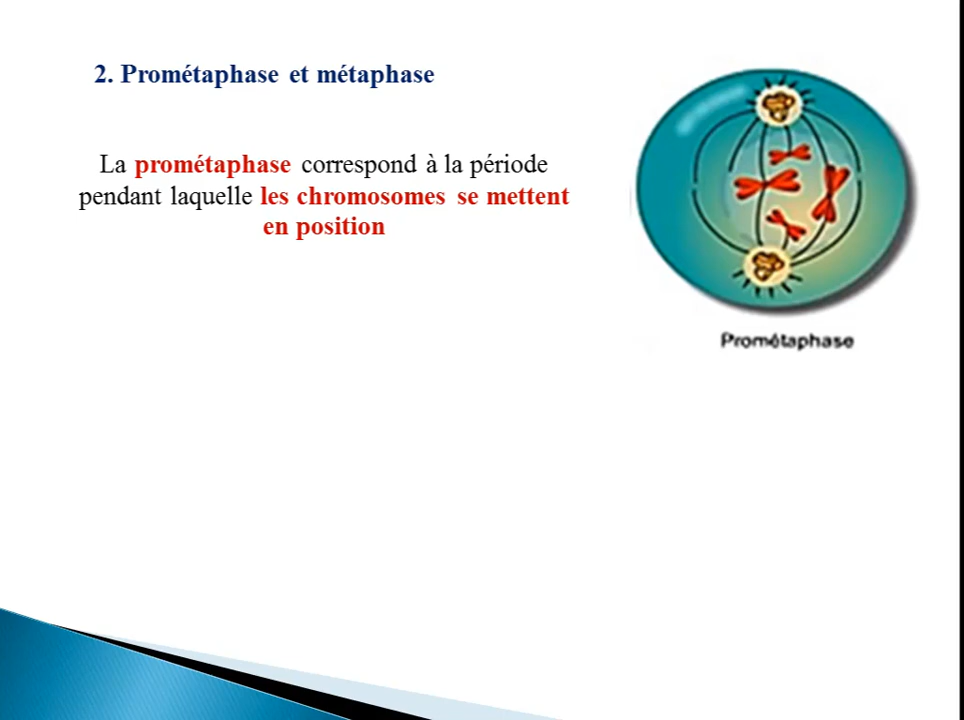 2. Prométaphase et métaphase
La prométaphase correspond à la période
pendant laquelle les chromosomes se mettent
en position
Prométaphase